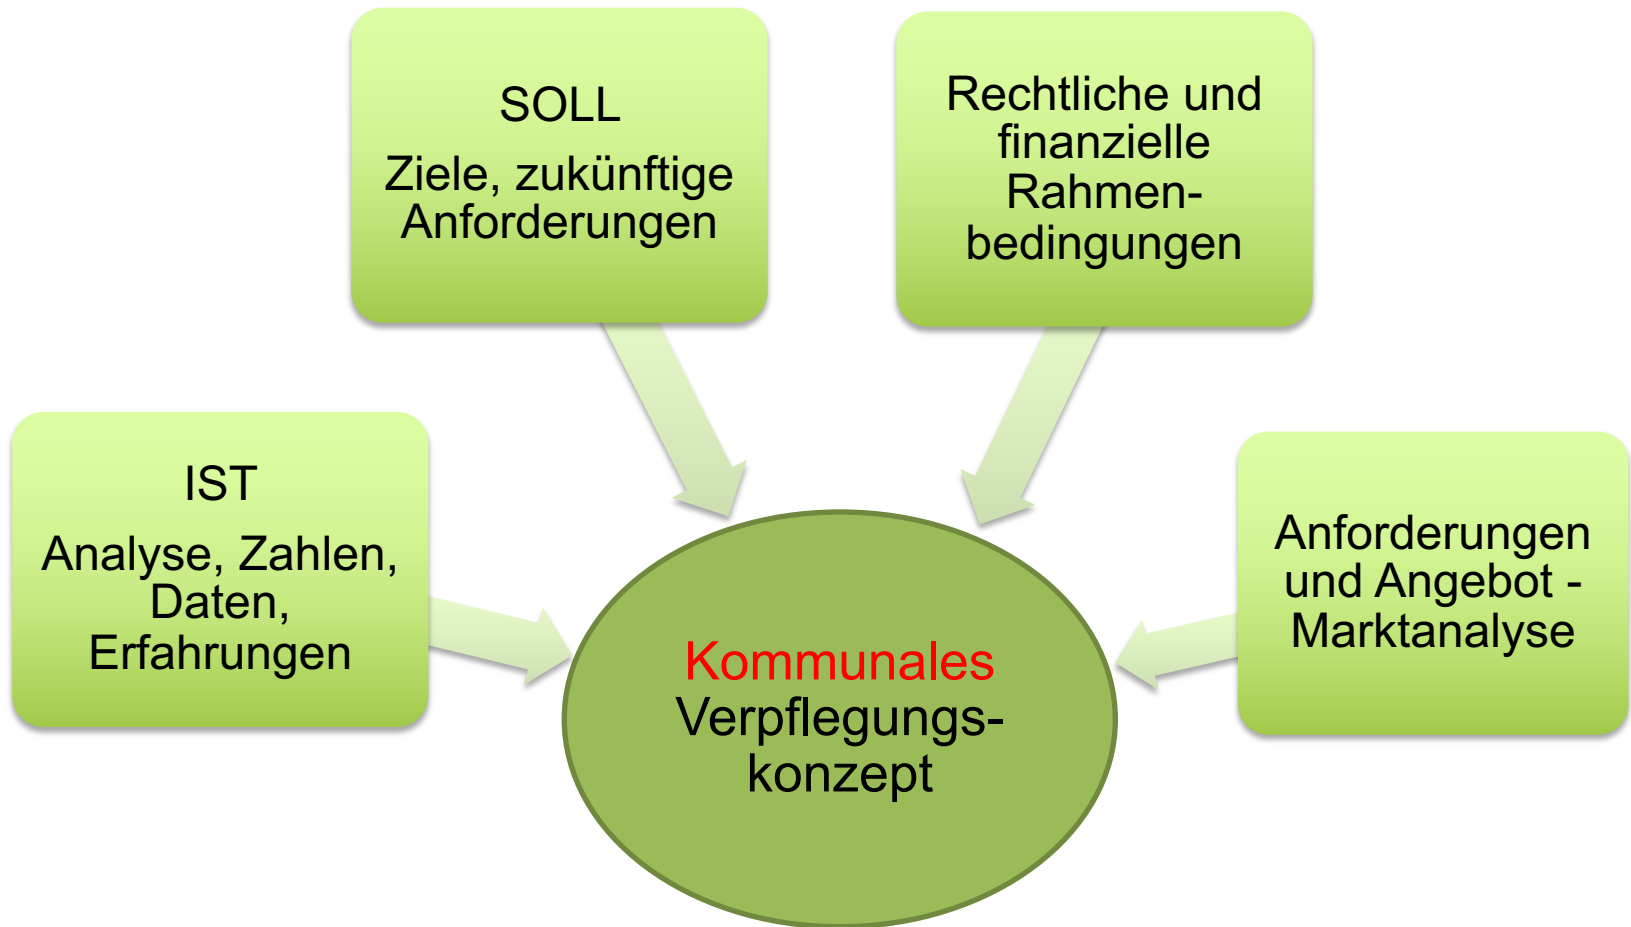 SOLL
Ziele, zukünftige
Anforderungen
Rechtliche und
finanzielle
Rahmen-
bedingungen
IST
Analyse, Zahlen,
Daten,
Erfahrungen
Anforderungen
und Angebot -
Marktanalyse
Kommunales
Verpflegungs-
konzept